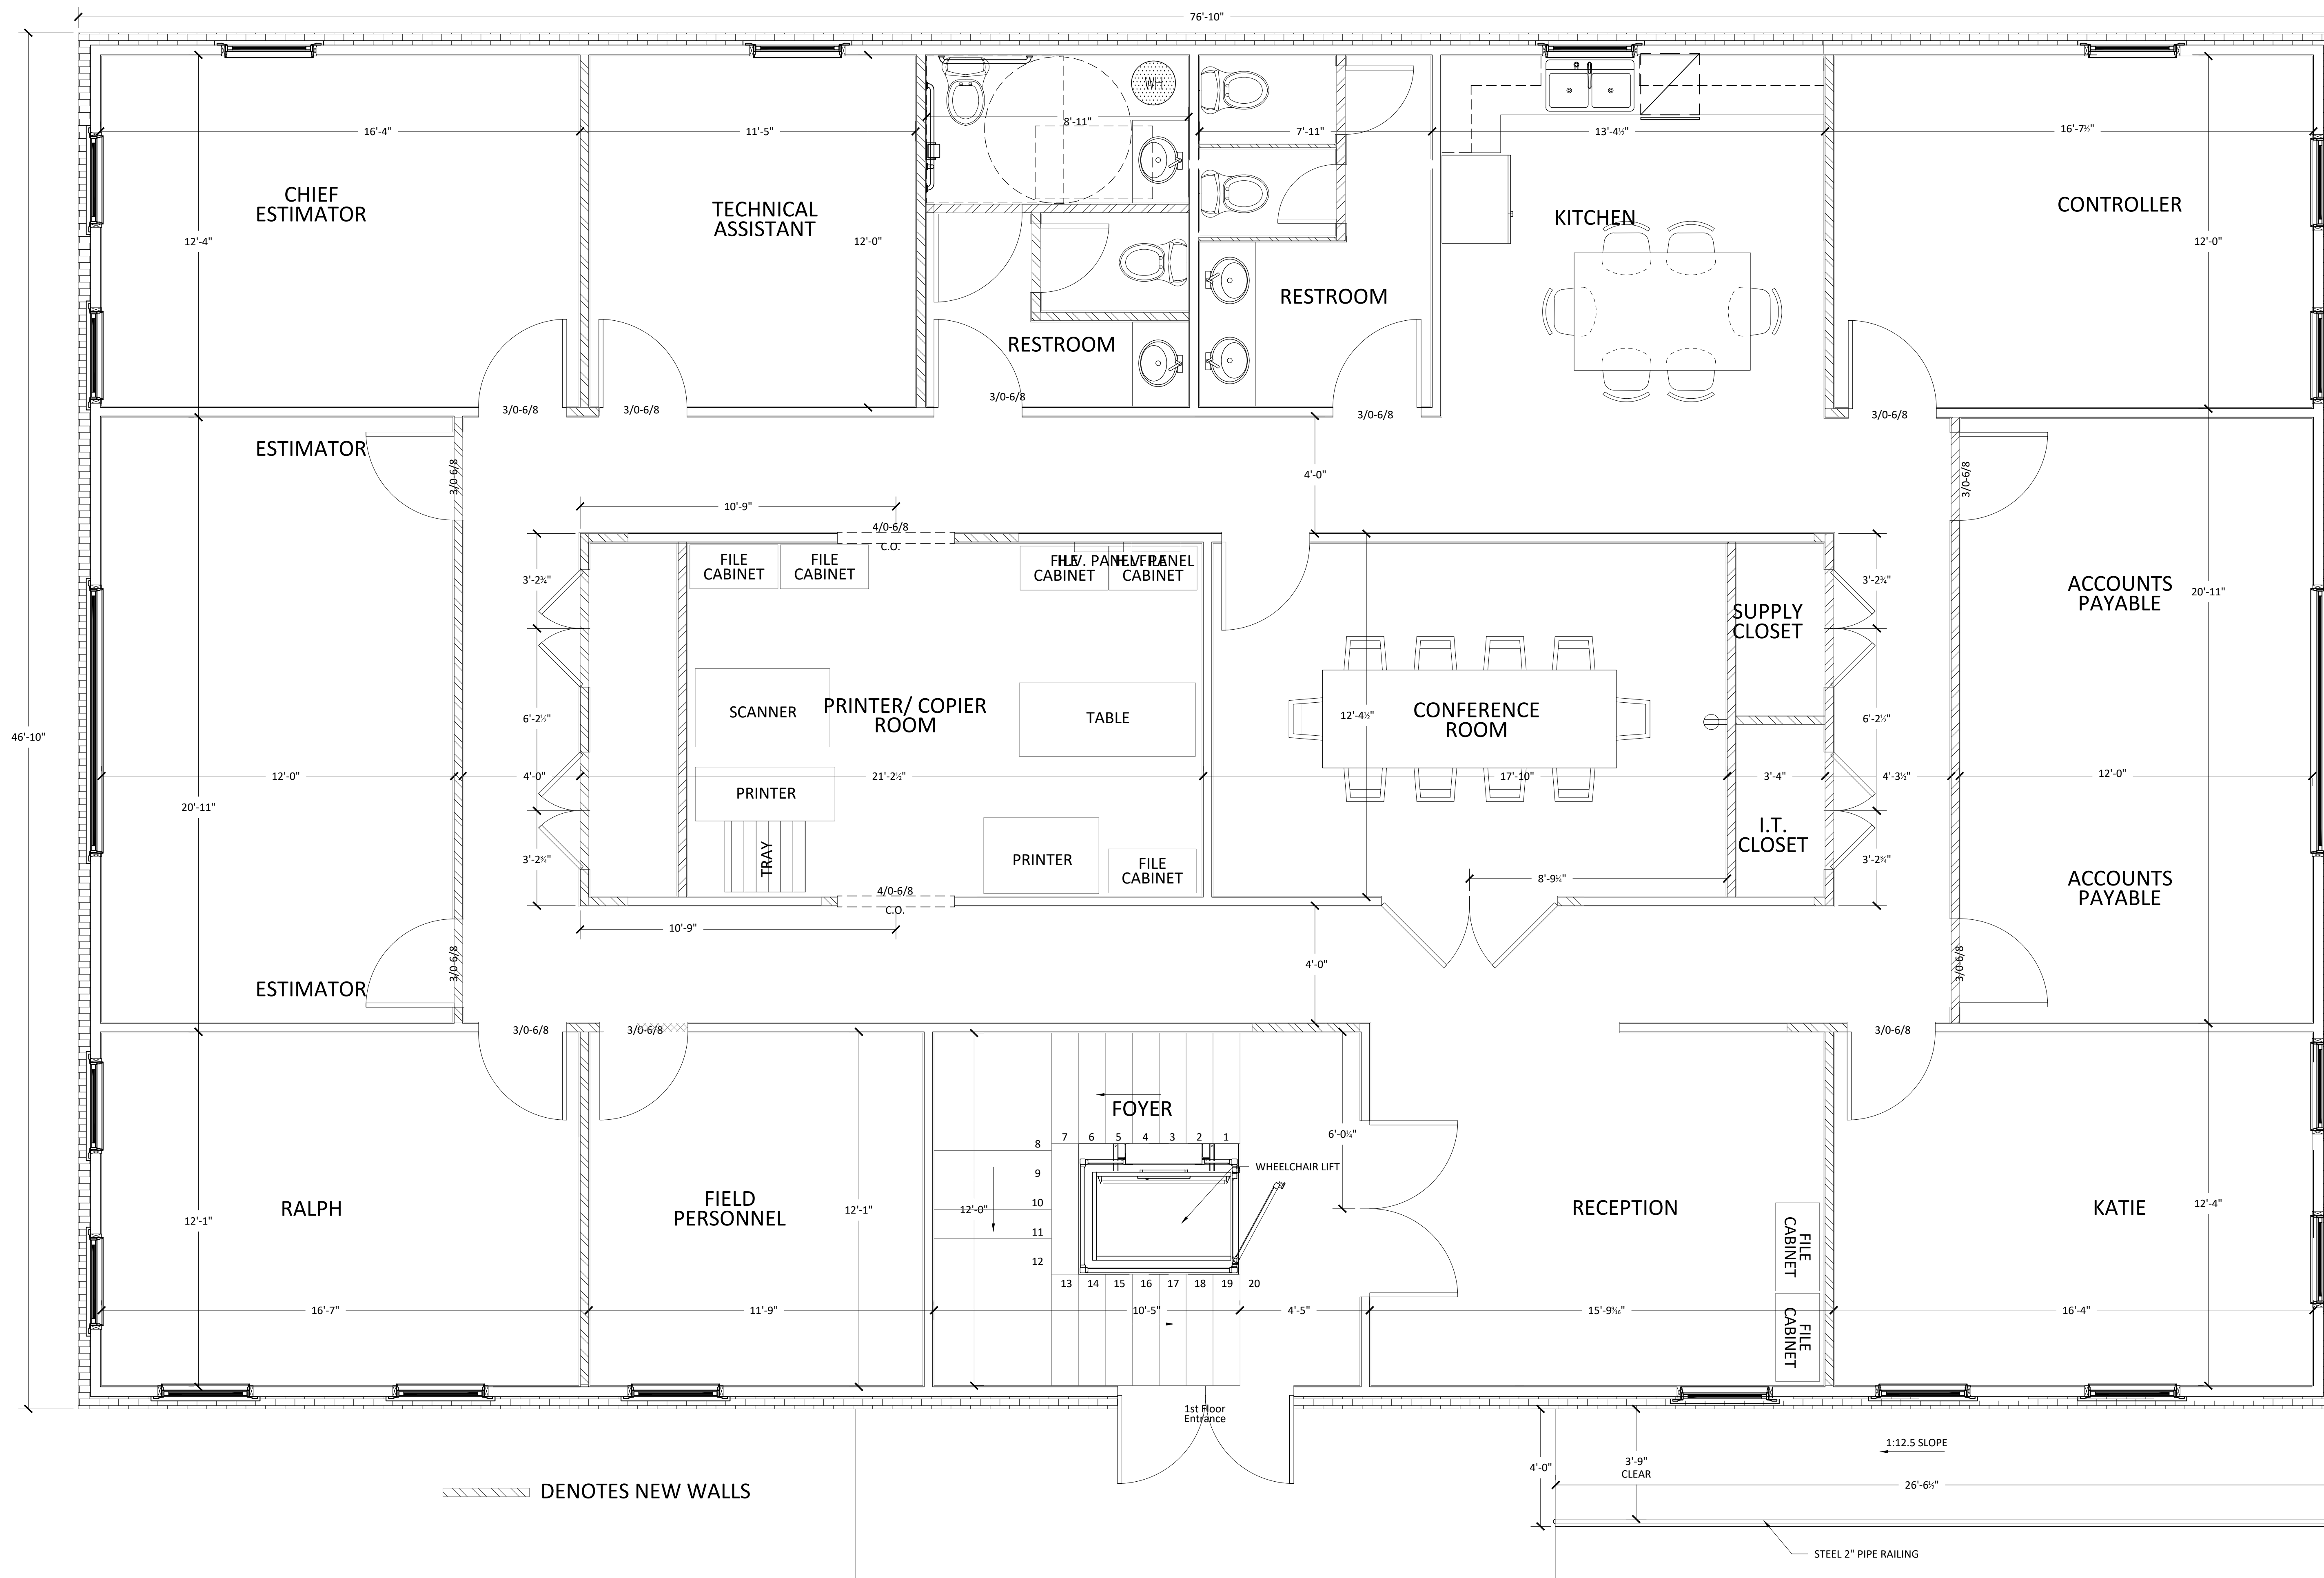 76'-10"
16'-4"
11'-5"
8'-11"
WH
7'-11"
13'-4½"
16'-7½"
CHIEF
ESTIMATOR
12'-4"
TECHNICAL
ASSISTANT
12'-0"
RESTROOM
3/0-6/8
3/0-6/8
3/0-6/8
RESTROOM
3/0-6/8
KITCHEN
CONTROLLER
12'-0"
3/0-6/8
ESTIMATOR
3/0-6/8
4'-0"
3/0-6/8
10'-9"
4/0-6/8
C.O.
3'-2¾"
FILE
CABINET
FILE
CABINET
FILE
CABINET
H.V. PANEL
H.V. PANEL
FILE
CABINET
3'-2¾"
SUPPLY
CLOSET
ACCOUNTS
PAYABLE
20'-11"
SCANNER
PRINTER/ COPIER
ROOM
TABLE
12'-4½"
CONFERENCE
ROOM
6'-2½"
6'-2½"
46'-10"
12'-0"
4'-0"
21'-2½"
17'-10"
3'-4"
4'-3½"
12'-0"
20'-11"
PRINTER
TRAY
PRINTER
FILE
CABINET
I.T.
CLOSET
3'-2¾"
3'-2¾"
8'-9¼"
ACCOUNTS
PAYABLE
4/0-6/8
C.O.
10'-9"
4'-0"
ESTIMATOR
3/0-6/8
3/0-6/8
3/0-6/8
3/0-6/8
3/0-6/8
FOYER
7 6 5 4 3 2 1
8
9
10
11
12
13 14 15 16 17 18 19 20
WHEELCHAIR LIFT
6'-0¼"
RALPH
12'-1"
FIELD
PERSONNEL
12'-1"
12'-0"
RECEPTION
FILE
CABINET
FILE
CABINET
KATIE
12'-4"
16'-7"
11'-9"
10'-5"
4'-5"
15'-9⁹⁄₁₆"
16'-4"
1st Floor
Entrance
1:12.5 SLOPE
4'-0"
3'-9"
CLEAR
26'-6½"
DENOTES NEW WALLS
STEEL 2" PIPE RAILING